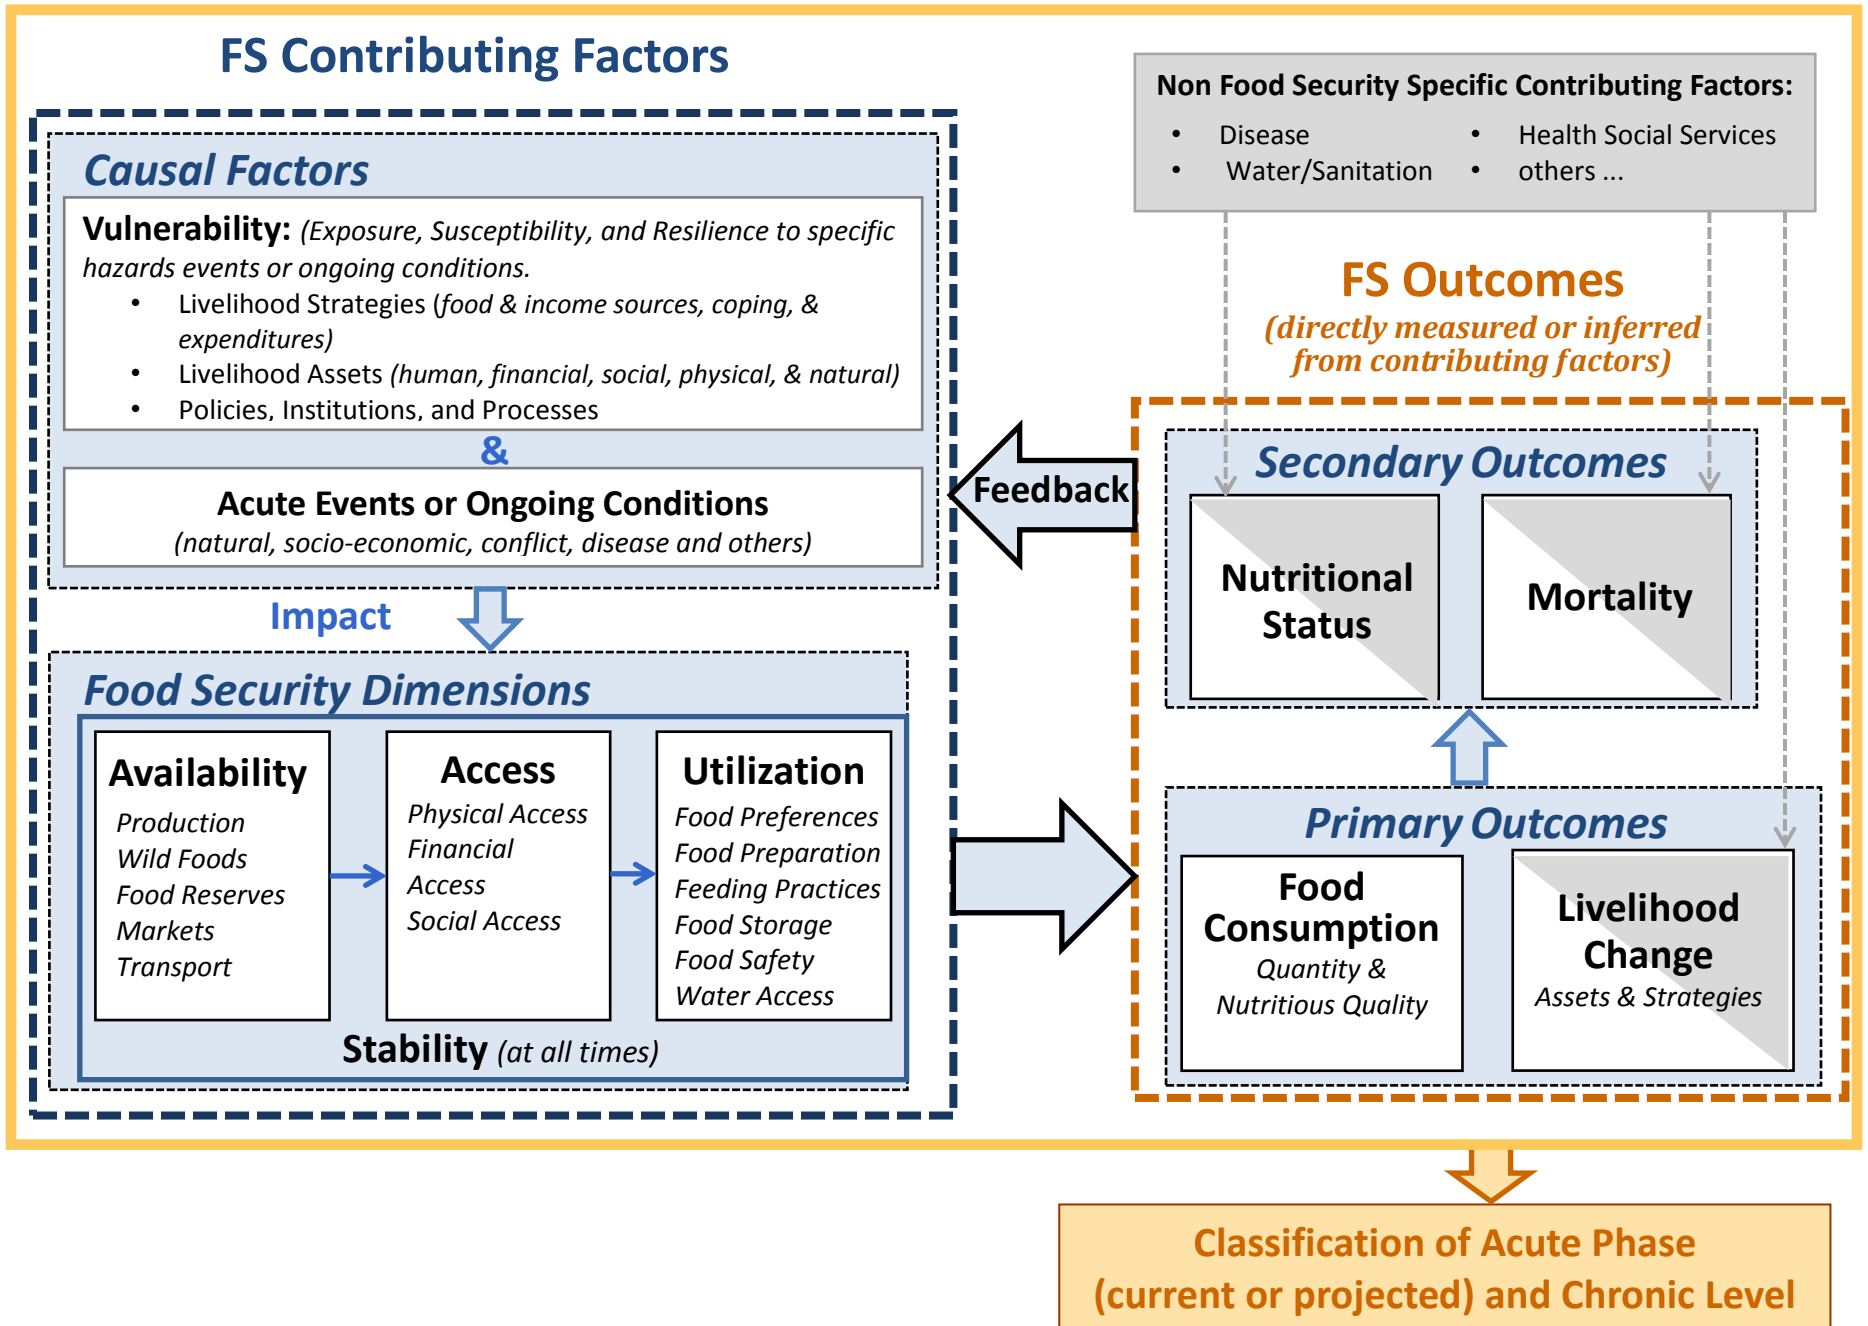 FS Contributing Factors
Causal Factors
Vulnerability: (Exposure, Susceptibility, and Resilience to specific
hazards events or ongoing conditions.
• Livelihood Strategies (food & income sources, coping, &
expenditures)
• Livelihood Assets (human, financial, social, physical, & natural)
• Policies, Institutions, and Processes
&
Acute Events or Ongoing Conditions
(natural, socio-economic, conflict, disease and others)
Impact
Food Security Dimensions
Availability
Production
Wild Foods
Food Reserves
Markets
Transport
Access
Physical Access
Financial
Access
Social Access
Utilization
Food Preferences
Food Preparation
Feeding Practices
Food Storage
Food Safety
Water Access
Stability (at all times)
Feedback
Non Food Security Specific Contributing Factors:
• Disease
• Water/Sanitation
• Health Social Services
• others ...
FS Outcomes
(directly measured or inferred
from contributing factors)
Secondary Outcomes
Nutritional
Status
Mortality
Primary Outcomes
Food
Consumption
Quantity &
Nutritious Quality
Livelihood
Change
Assets & Strategies
Classification of Acute Phase
(current or projected) and Chronic Level